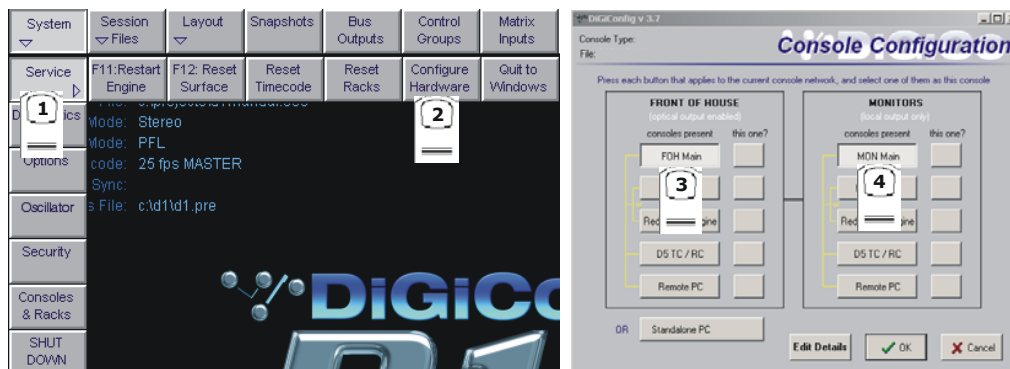 System
Session Files
Layout
Snapshots
Bus Outputs
Control Groups
Matrix Inputs
Service
F11:Restart Engine
F12: Reset Surface
Reset Timecode
Reset Racks
Configure Hardware
Quit to Windows
1
2
Mode: Stereo
Mode: PFL
code: 25 fps MASTER
Sync:
s File: c:\d1\d1.pre
Options
Oscillator
Security
Consoles & Racks
SHUT DOWN
DiGiCo
D1
DiGiConfig v 3.7
Console Type:
File:
Console Configuration
Press each button that applies to the current console network, and select one of them as this console
FRONT OF HOUSE
(optical output enabled)
consoles present this one?
FOH Main
3
D5 TC / RC
Remote PC
MONITORS
(local output only)
consoles present this one?
MON Main
4
D5 TC / RC
Remote PC
OR Standalone PC
Edit Details
OK
Cancel